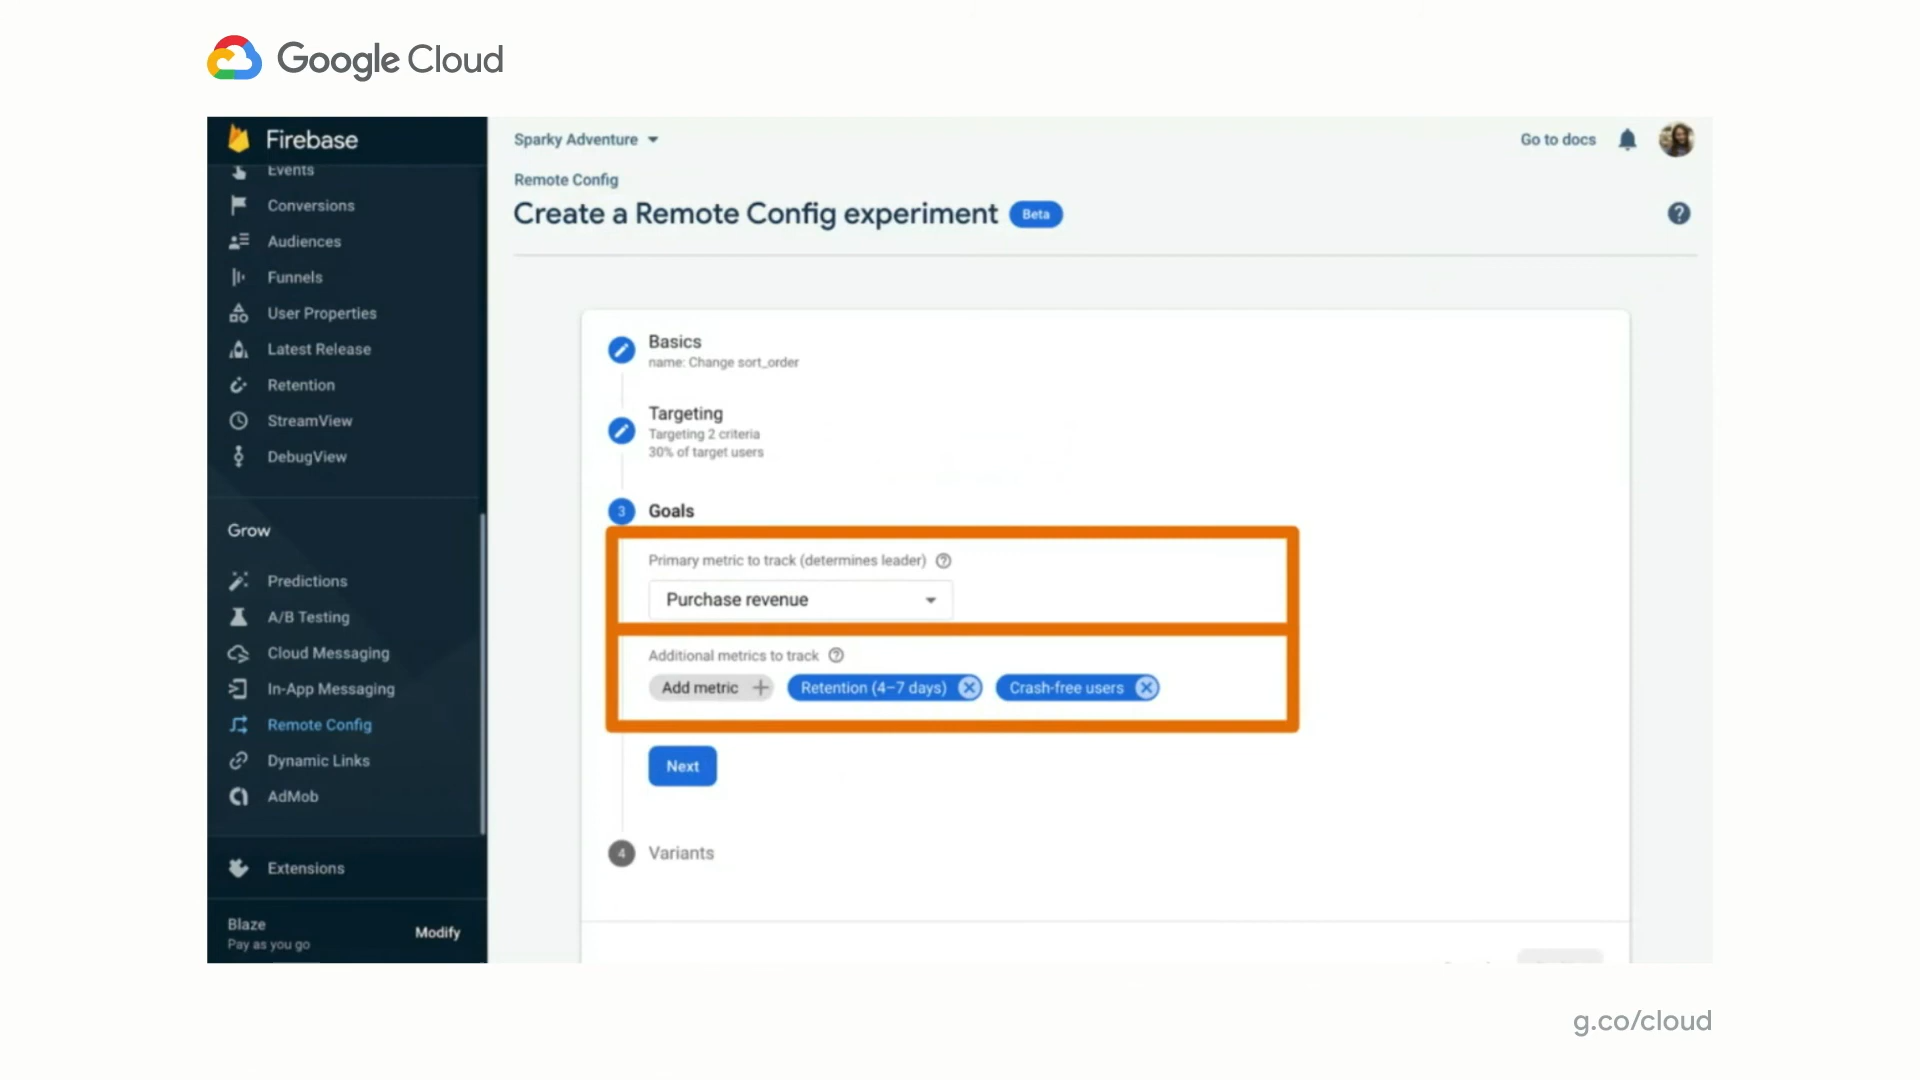 Google Cloud
Firebase
Events
Conversions
Audiences
Funnels
User Properties
Latest Release
Retention
StreamView
DebugView
Grow
Predictions
A/B Testing
Cloud Messaging
In-App Messaging
Remote Config
Dynamic Links
AdMob
Extensions
Blaze
Pay as you go
Modify
Sparky Adventure
Go to docs
Remote Config
Create a Remote Config experiment Beta
Basics
name: Change sort_order
Targeting
Targeting 2 criteria
30% of target users
3 Goals
Primary metric to track (determines leader)
Purchase revenue
Additional metrics to track
Add metric + Retention (4–7 days) Crash-free users
Next
4 Variants
g.co/cloud